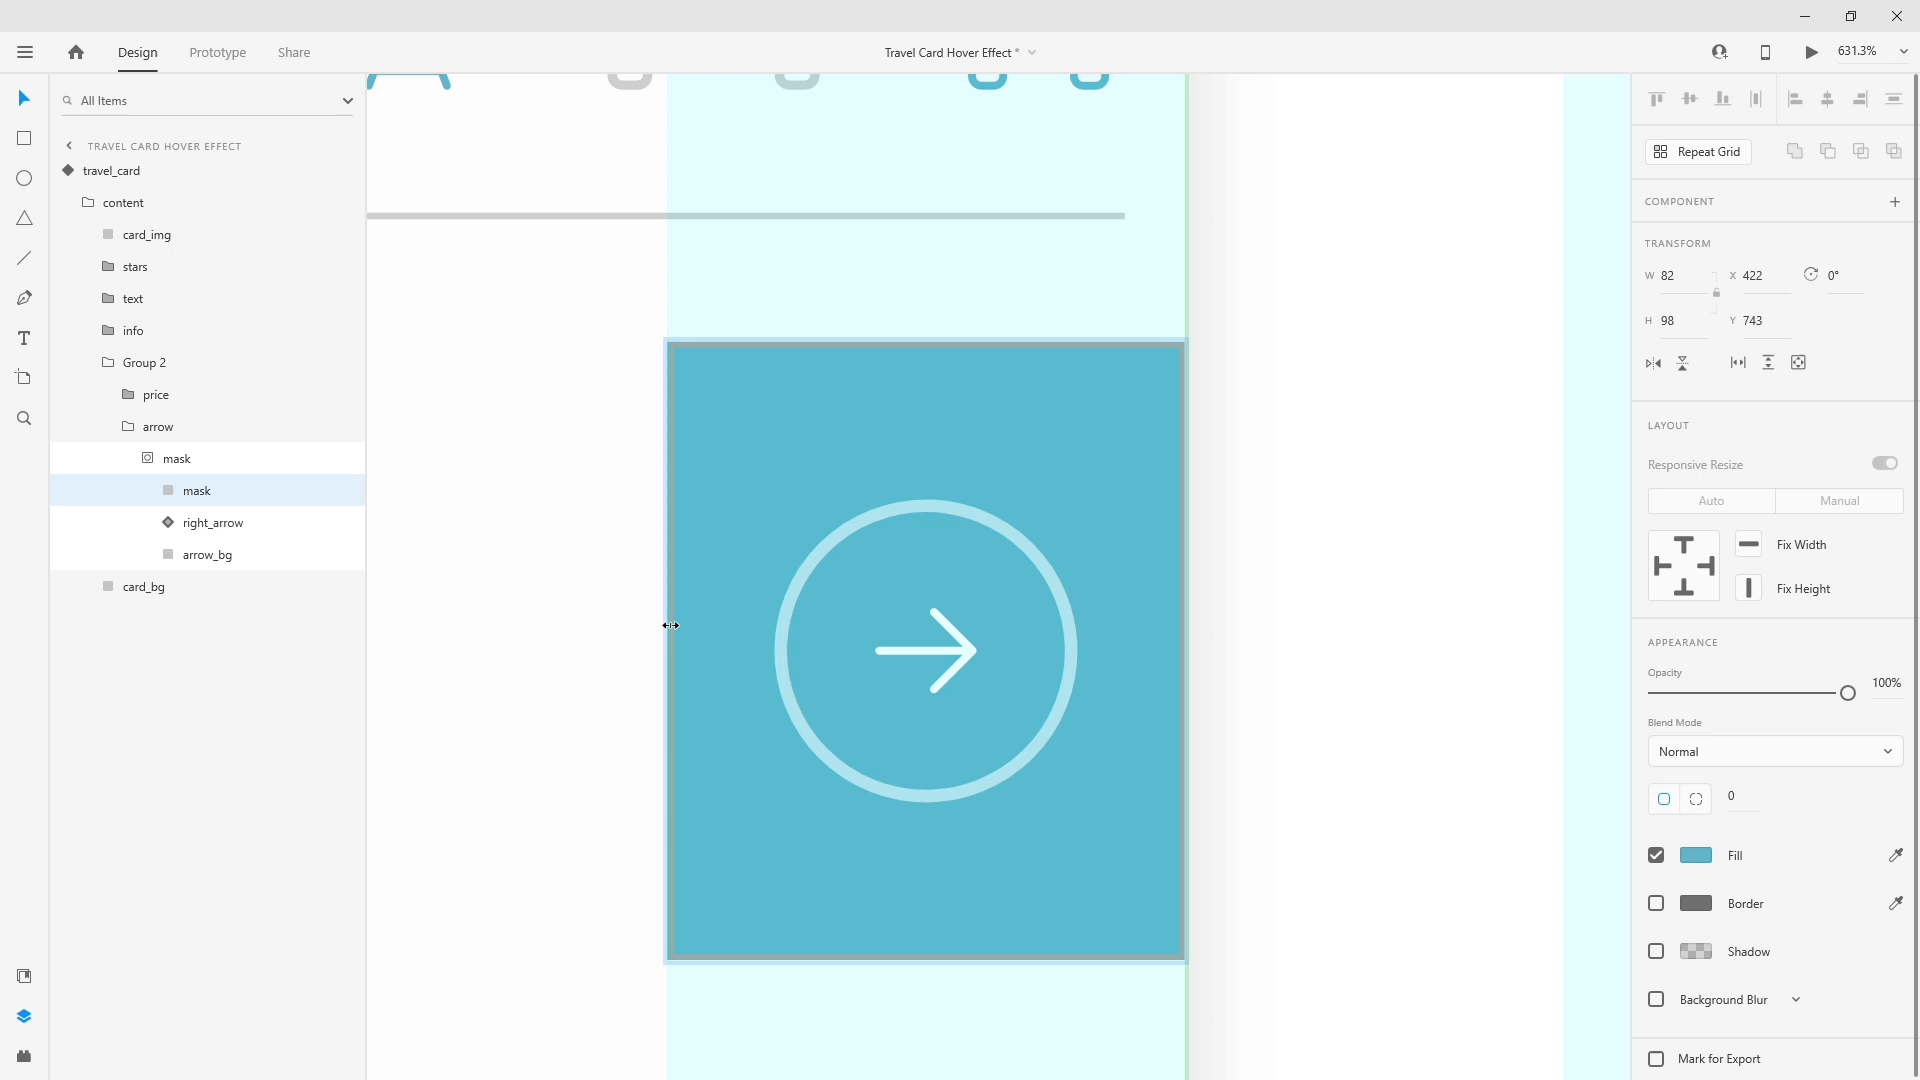 Design
Prototype
Share
Travel Card Hover Effect *
631.3%
All Items
TRAVEL CARD HOVER EFFECT
travel_card
content
card_img
stars
text
info
Group 2
price
arrow
mask
mask
right_arrow
arrow_bg
card_bg
Repeat Grid
COMPONENT
TRANSFORM
W 82 X 422 0°
H 98 Y 743
LAYOUT
Responsive Resize
Auto Manual
Fix Width
Fix Height
APPEARANCE
Opacity
100%
Blend Mode
Normal
0
Fill
Border
Shadow
Background Blur
Mark for Export